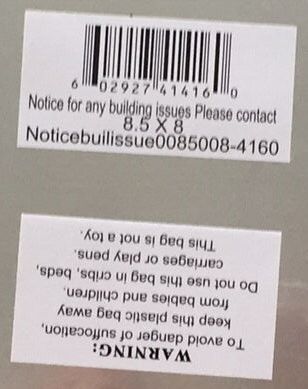 6 02927 41416 0
Notice for any building issues Please contact
8.5 X 8
Noticebuilissue0085008-4160
WARNING:
To avoid danger of suffocation,
keep this plastic bag away
from babies and children.
Do not use this bag in cribs, beds,
carriages or play pens.
This bag is not a toy.